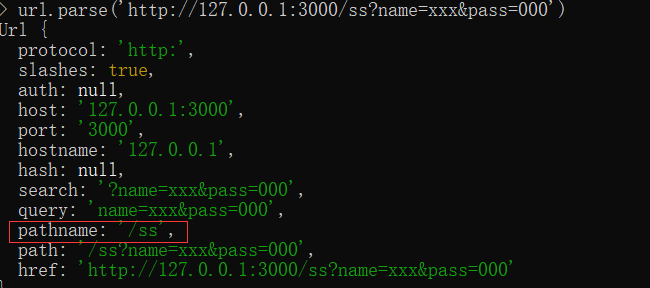 > url.parse('http://127.0.0.1:3000/ss?name=xxx&pass=000')
Url {
  protocol: 'http:',
  slashes: true,
  auth: null,
  host: '127.0.0.1:3000',
  port: '3000',
  hostname: '127.0.0.1',
  hash: null,
  search: '?name=xxx&pass=000',
  query: 'name=xxx&pass=000',
  pathname: '/ss',
  path: '/ss?name=xxx&pass=000',
  href: 'http://127.0.0.1:3000/ss?name=xxx&pass=000'